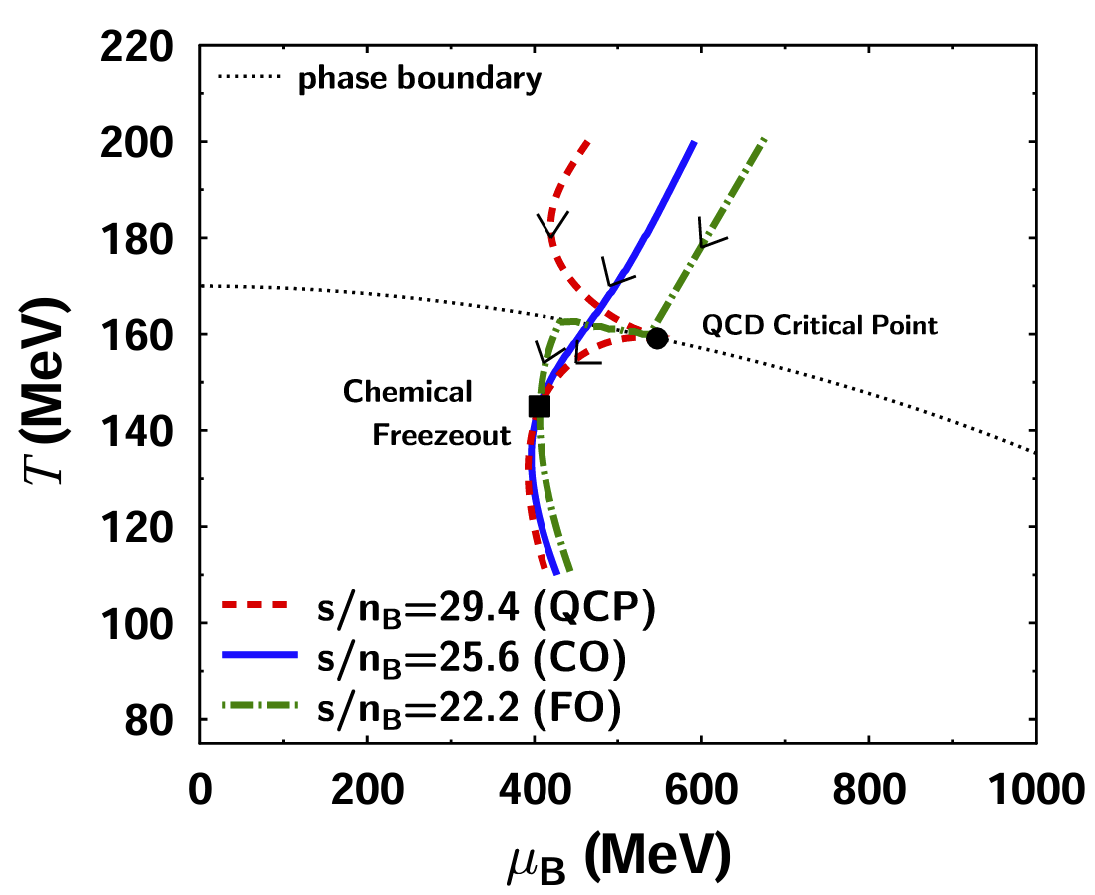 220
phase boundary
200
180
QCD Critical Point
160
Chemical
Freezeout
140
120
100
80
T (MeV)
s/nB=29.4 (QCP)
s/nB=25.6 (CO)
s/nB=22.2 (FO)
0 200 400 600 800 1000
μB (MeV)